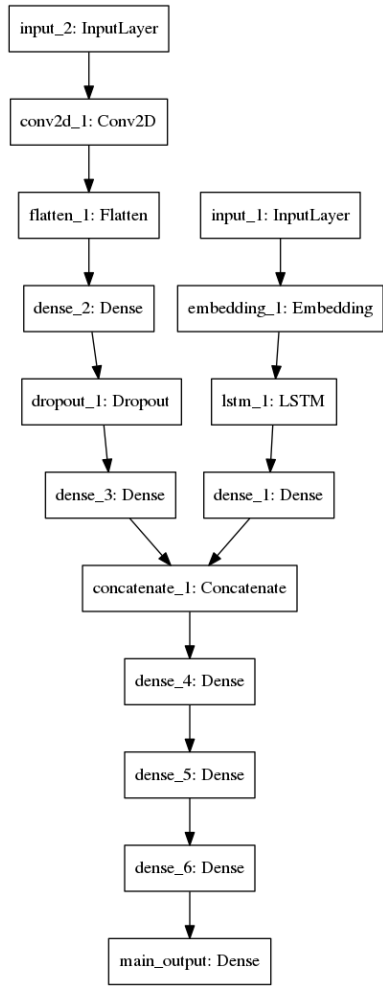 input_2: InputLayer
conv2d_1: Conv2D
flatten_1: Flatten
input_1: InputLayer
dense_2: Dense
embedding_1: Embedding
dropout_1: Dropout
lstm_1: LSTM
dense_3: Dense
dense_1: Dense
concatenate_1: Concatenate
dense_4: Dense
dense_5: Dense
dense_6: Dense
main_output: Dense